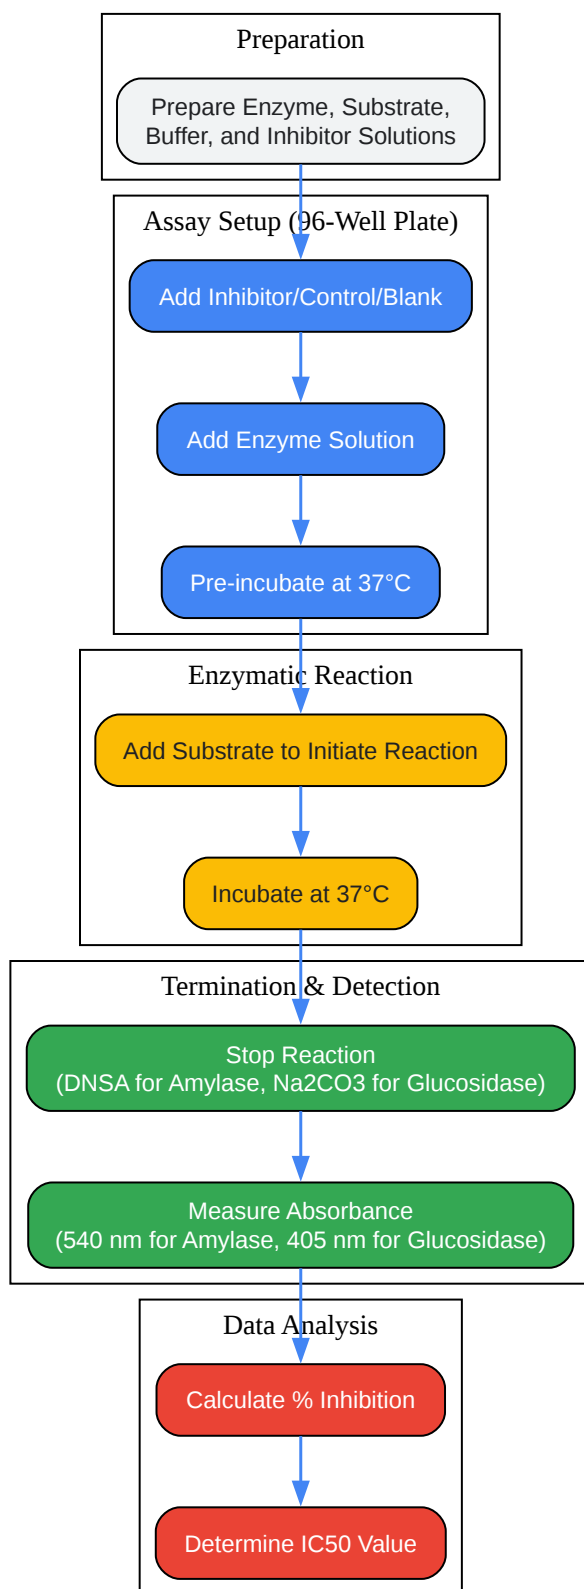 Preparation
Prepare Enzyme, Substrate,
Buffer, and Inhibitor Solutions
Assay Setup (96-Well Plate)
Add Inhibitor/Control/Blank
Add Enzyme Solution
Pre-incubate at 37°C
Enzymatic Reaction
Add Substrate to Initiate Reaction
Incubate at 37°C
Termination & Detection
Stop Reaction
(DNSA for Amylase, Na2CO3 for Glucosidase)
Measure Absorbance
(540 nm for Amylase, 405 nm for Glucosidase)
Data Analysis
Calculate % Inhibition
Determine IC50 Value